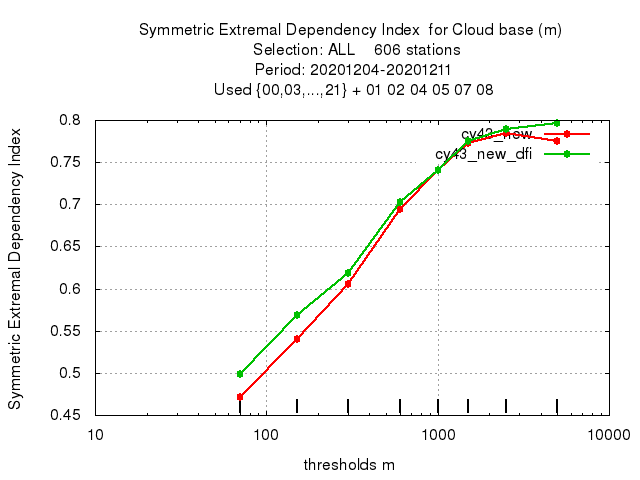 Symmetric Extremal Dependency Index  for Cloud base (m)
Selection: ALL    606 stations
Period: 20201204-20201211
Used {00,03,...,21} + 01 02 04 05 07 08
Symmetric Extremal Dependency Index
0.8
0.75
0.7
0.65
0.6
0.55
0.5
0.45
cy43_new
cy43_new_dfi
10
100
1000
10000
thresholds m